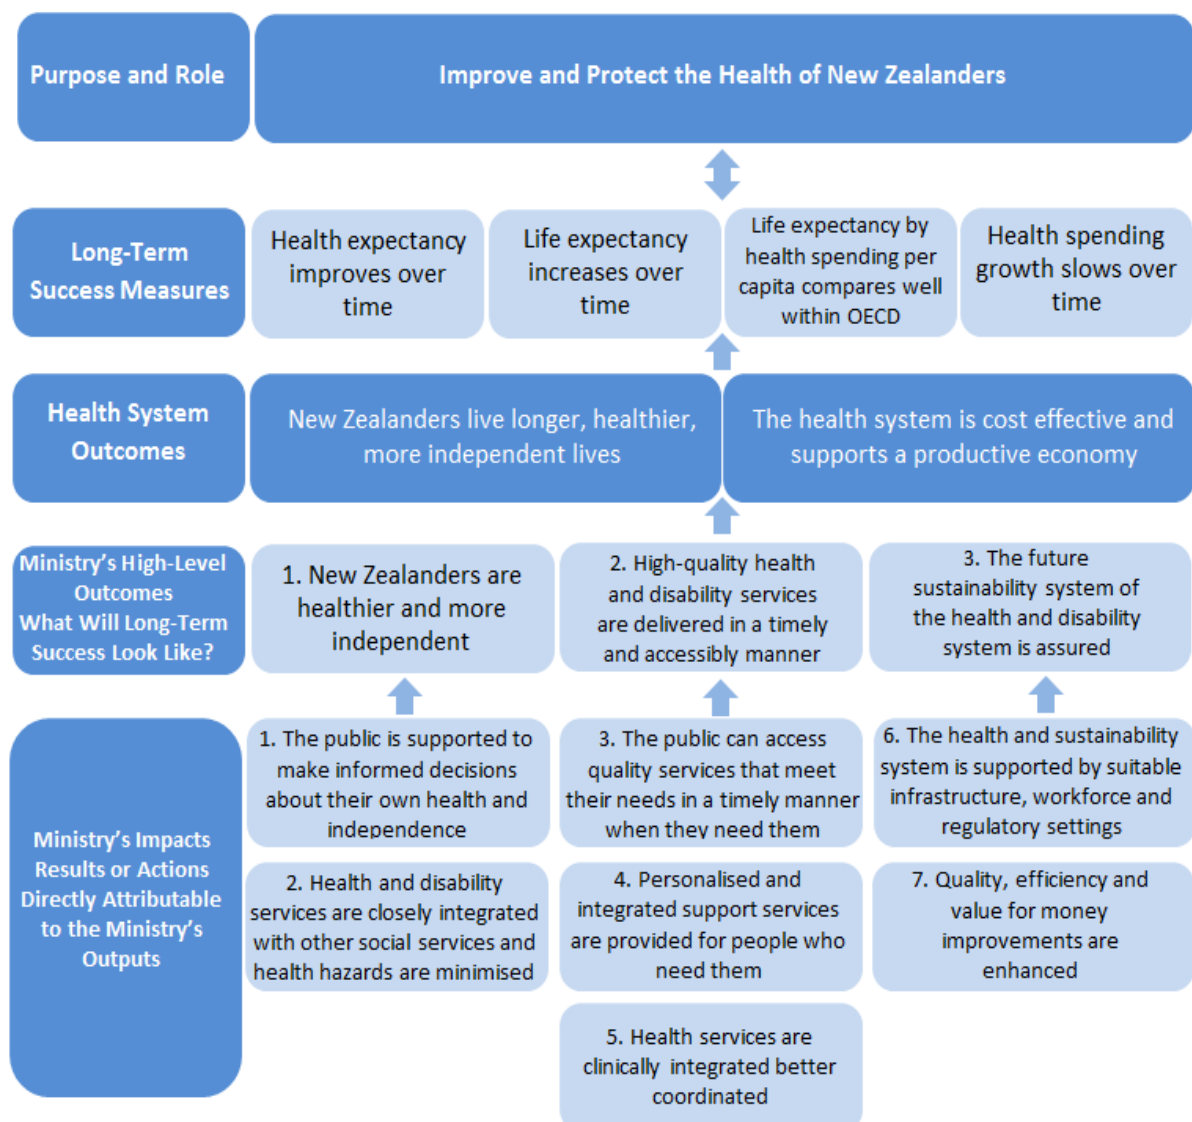 Purpose and Role
Improve and Protect the Health of New Zealanders
Long-Term
Success Measures
Health expectancy
improves over
time
Life expectancy
increases over
time
Life expectancy by
health spending per
capita compares well
within OECD
Health spending
growth slows over
time
Health System
Outcomes
New Zealanders live longer, healthier,
more independent lives
The health system is cost effective and
supports a productive economy
Ministry's High-Level
Outcomes
What Will Long-Term
Success Look Like?
1. New Zealanders are
healthier and more
independent
2. High-quality health
and disability services
are delivered in a timely
and accessibly manner
3. The future
sustainability system of
the health and disability
system is assured
Ministry's Impacts
Results or Actions
Directly Attributable
to the Ministry's
Outputs
1. The public is supported to
make informed decisions
about their own health and
independence
2. Health and disability
services are closely integrated
with other social services and
health hazards are minimised
3. The public can access
quality services that meet
their needs in a timely manner
when they need them
4. Personalised and
integrated support services
are provided for people who
need them
5. Health services are
clinically integrated better
coordinated
6. The health and sustainability
system is supported by suitable
infrastructure, workforce and
regulatory settings
7. Quality, efficiency and
value for money
improvements are
enhanced